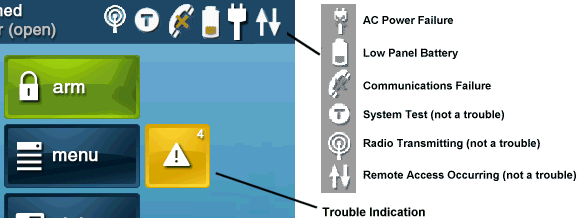 med
r (open)
AC Power Failure
Low Panel Battery
arm
Communications Failure
T
System Test (not a trouble)
4
menu
Radio Transmitting (not a trouble)
Remote Access Occurring (not a trouble)
Trouble Indication